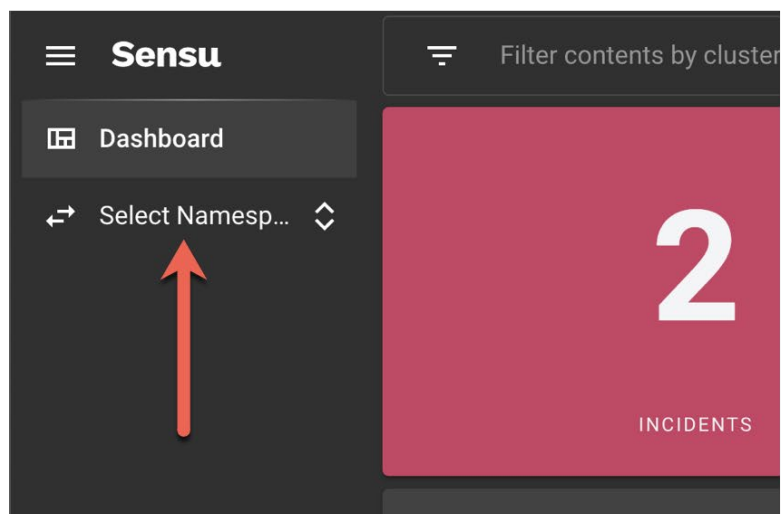 Sensu
Filter contents by cluster
Dashboard
Select Namesp...
2
INCIDENTS